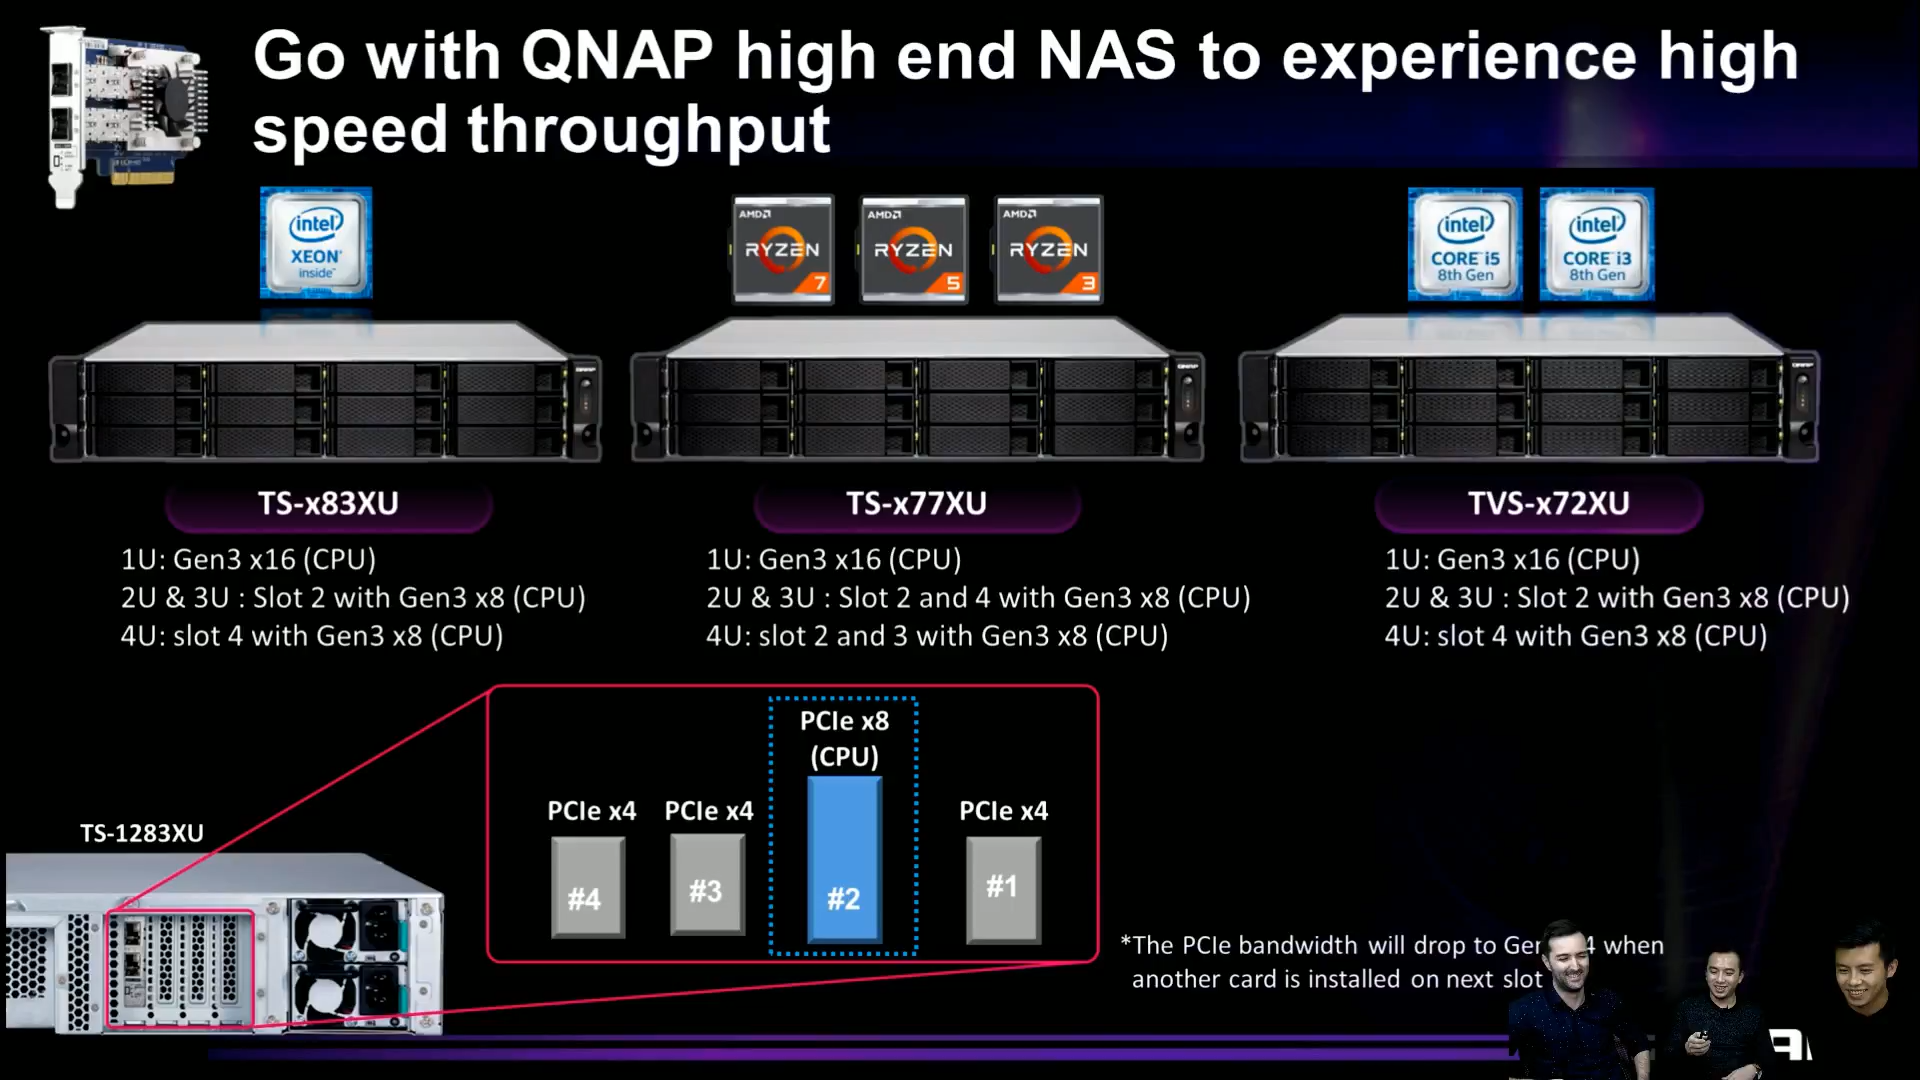 Go with QNAP high end NAS to experience high
speed throughput
intel
XEON
inside
AMD
RYZEN
7
AMD
RYZEN
5
AMD
RYZEN
3
intel
CORE i5
8th Gen
intel
CORE i3
8th Gen
QNAP
QNAP
QNAP
TS-x83XU
1U: Gen3 x16 (CPU)
2U & 3U : Slot 2 with Gen3 x8 (CPU)
4U: slot 4 with Gen3 x8 (CPU)
TS-x77XU
1U: Gen3 x16 (CPU)
2U & 3U : Slot 2 and 4 with Gen3 x8 (CPU)
4U: slot 2 and 3 with Gen3 x8 (CPU)
TVS-x72XU
1U: Gen3 x16 (CPU)
2U & 3U : Slot 2 with Gen3 x8 (CPU)
4U: slot 4 with Gen3 x8 (CPU)
TS-1283XU
PCIe x4
#4
PCIe x4
#3
PCIe x8
(CPU)
#2
PCIe x4
#1
*The PCIe bandwidth will drop to 4 when
another card is installed on next slot